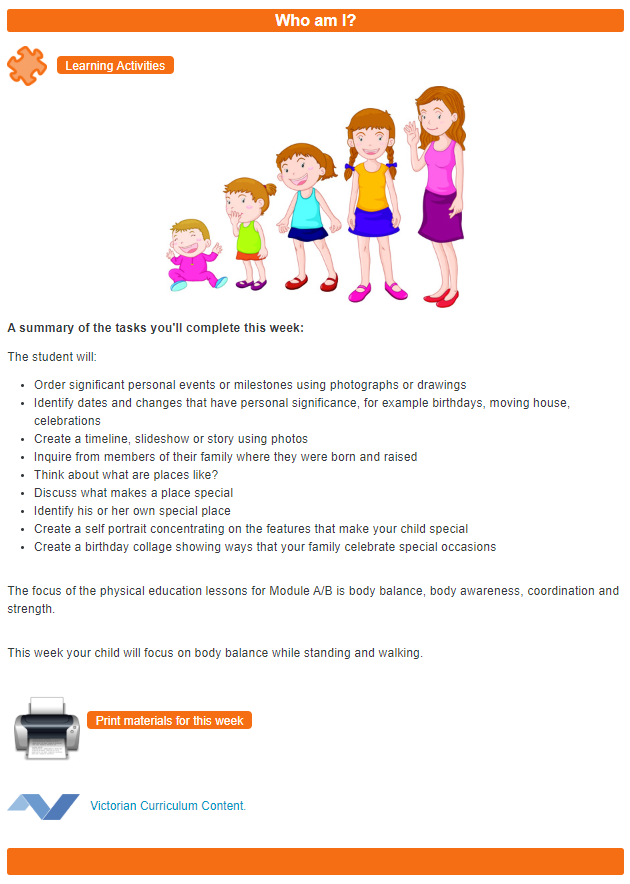 Who am I?
Learning Activities
A summary of the tasks you'll complete this week:
The student will:
• Order significant personal events or milestones using photographs or drawings
• Identify dates and changes that have personal significance, for example birthdays, moving house,
celebrations
• Create a timeline, slideshow or story using photos
• Inquire from members of their family where they were born and raised
• Think about what are places like?
• Discuss what makes a place special
• Identify his or her own special place
• Create a self portrait concentrating on the features that make your child special
• Create a birthday collage showing ways that your family celebrate special occasions
The focus of the physical education lessons for Module A/B is body balance, body awareness, coordination and
strength.
This week your child will focus on body balance while standing and walking.
Print materials for this week
Victorian Curriculum Content.